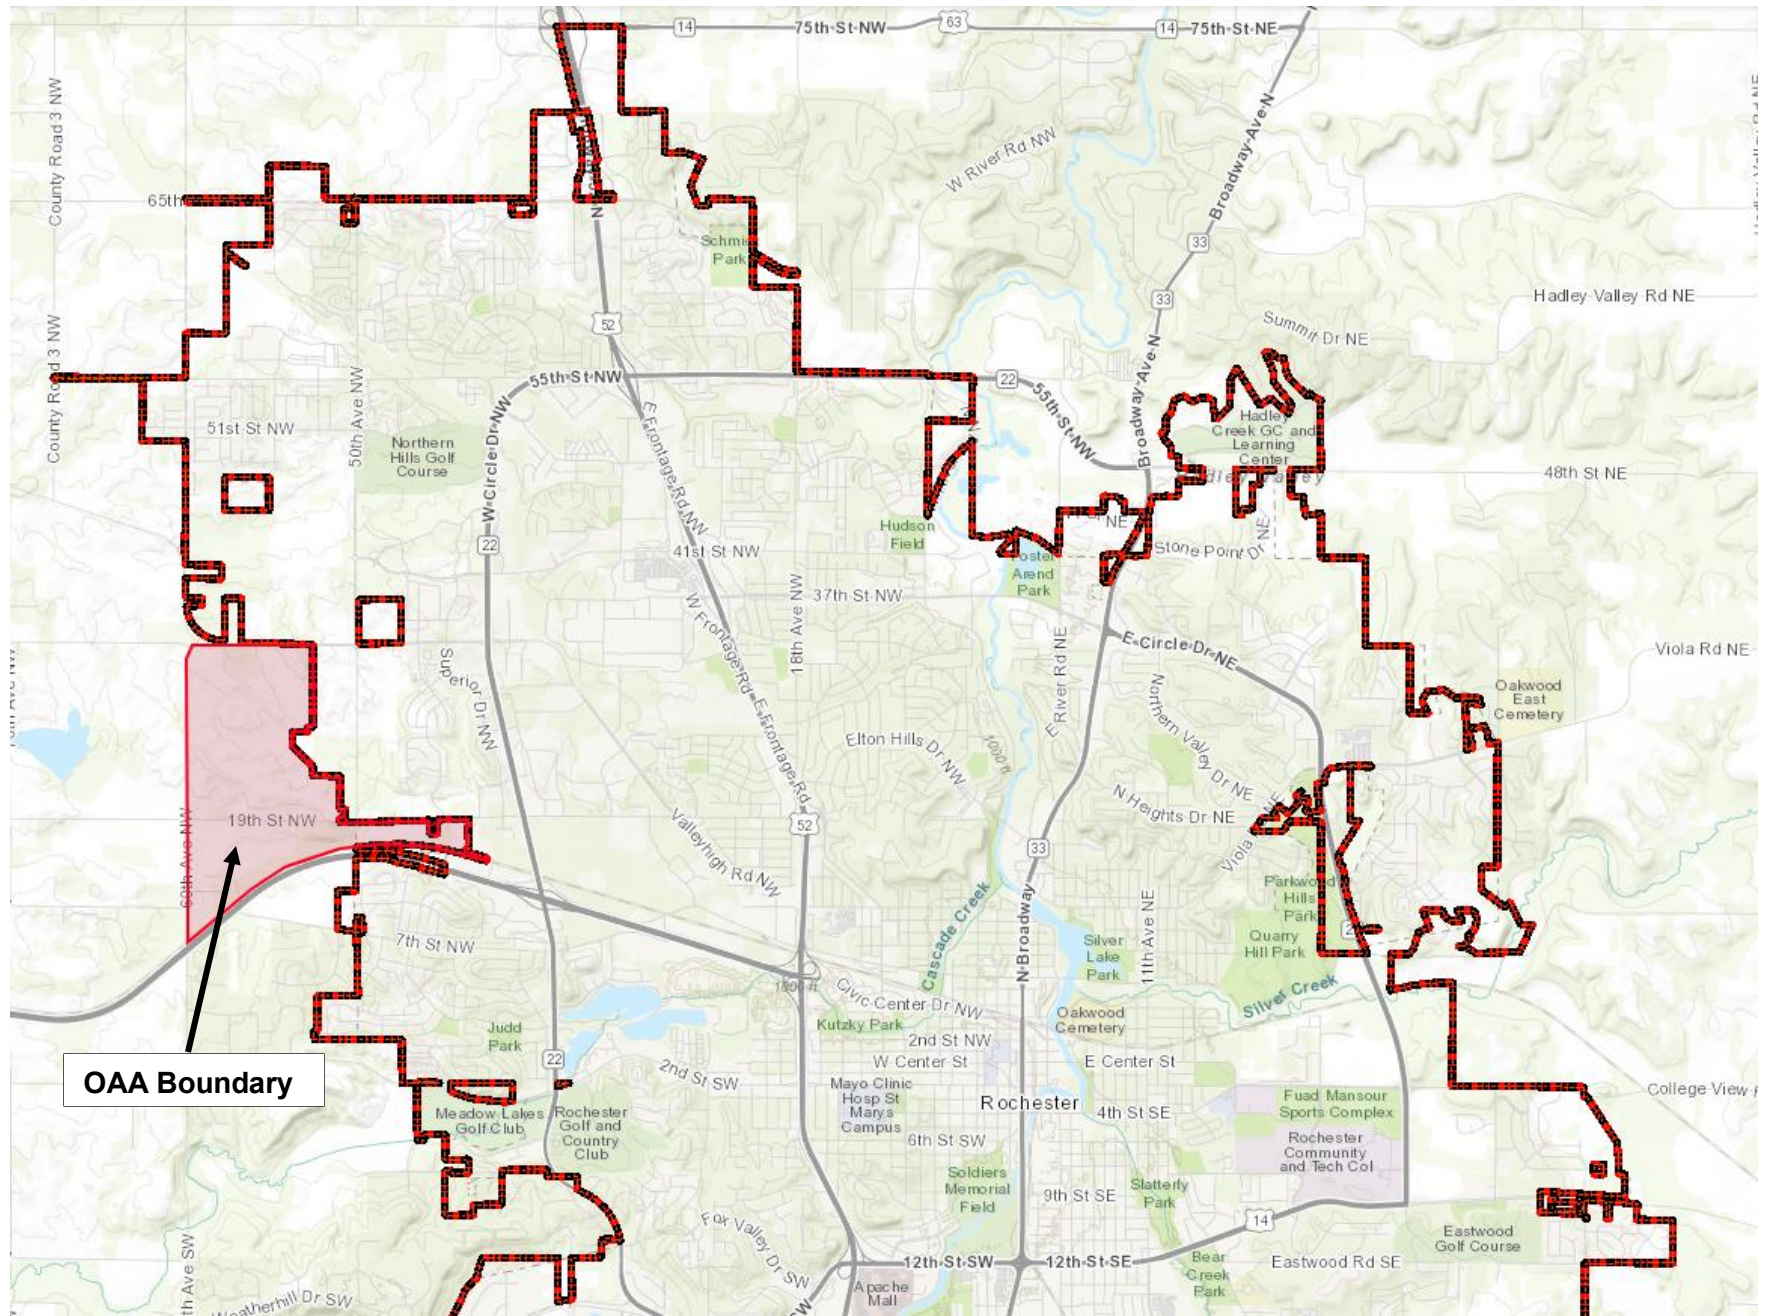 14
75th St NW
63
14
75th St NE
County Road 3 NW
W River Rd NW
Broadway Ave N
65th
33
Schmi
Park
Hadley Valley Rd NE
33
Summit Dr NE
52
County Road 3 NW
55th St NW
22
55th St NW
Broadway Ave N
50th Ave NW
W Circle Dr NW
E Frontage Rd NW
51st St NW
Northern
Hills Golf
Course
Hadley
Creek GC and
Learning
Center
48th St NE
Hudson
Field
NE
22
41st St NW
Stone Point Dr NE
Foster
Arend
Park
37th St NW
18th Ave NW
W Frontage Rd
E Frontage Rd
E River Rd NE
E Circle Dr NE
Viola Rd NE
Superior Dr NW
Northern Valley Dr NE
Oakwood
East
Cemetery
Elton Hills Dr NW
1000 ft
N Heights Dr NE
19th St NW
60th Ave NW
Valleyhigh Rd NW
52
33
Viola
NE
Parkwood
Hills
Park
7th St NW
Cascade Creek
N Broadway
Silver
Lake
Park
11th Ave NE
Quarry
Hill Park
Silver Creek
Civic Center Dr NW
Kutzky Park
Oakwood
Cemetery
Judd
Park
2nd St NW
W Center St
E Center St
22
2nd St SW
OAA Boundary
Mayo Clinic
Hosp St
Marys
Campus
Rochester
4th St SE
Fuad Mansour
Sports Complex
College View
Meadow Lakes
Golf Club
Rochester
Golf and
Country
Club
6th St SW
Rochester
Community
and Tech Col
Soldiers
Memorial
Field
9th St SE
Slatterly
Park
Fox Valley Dr SW
14
Eastwood
Golf Course
12th St SW
12th St SE
Bear
Creek
Park
Eastwood Rd SE
Apache
Mall
Weatherhill Dr SW
th Ave SW
SW